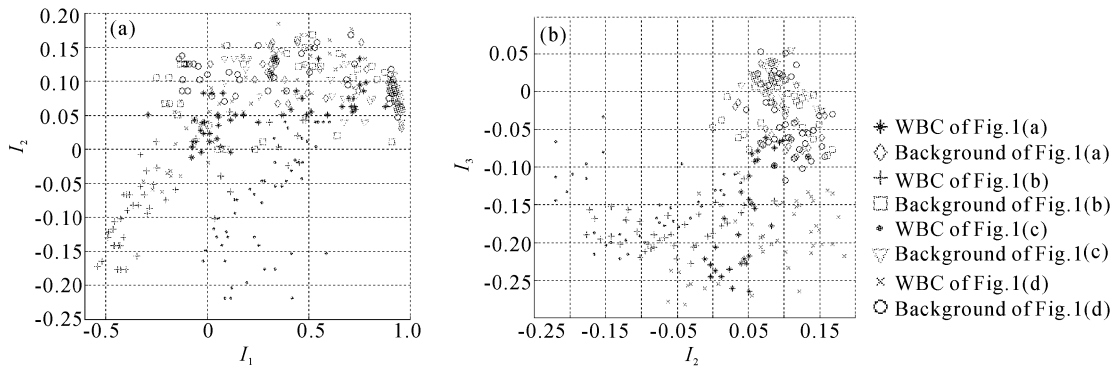 (a)
0.20
0.15
0.10
0.05
0
-0.05
-0.10
-0.15
-0.20
-0.25
I2
-0.5
0
0.5
1.0
I1
(b)
0.05
0
-0.05
-0.10
-0.15
-0.20
-0.25
I3
-0.25
-0.15
-0.05
0.05
0.15
I2
WBC of Fig.1(a)
Background of Fig.1(a)
WBC of Fig.1(b)
Background of Fig.1(b)
WBC of Fig.1(c)
Background of Fig.1(c)
WBC of Fig.1(d)
Background of Fig.1(d)